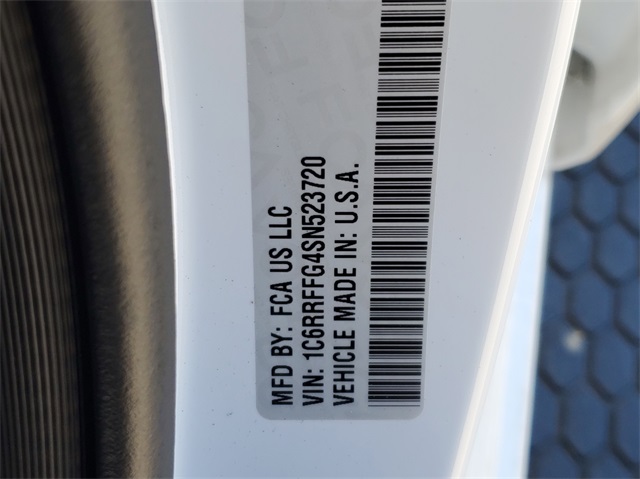 MFD BY: FCA US LLC
VIN: 1C6RRFFG4SN523720
VEHICLE MADE IN: U.S.A.